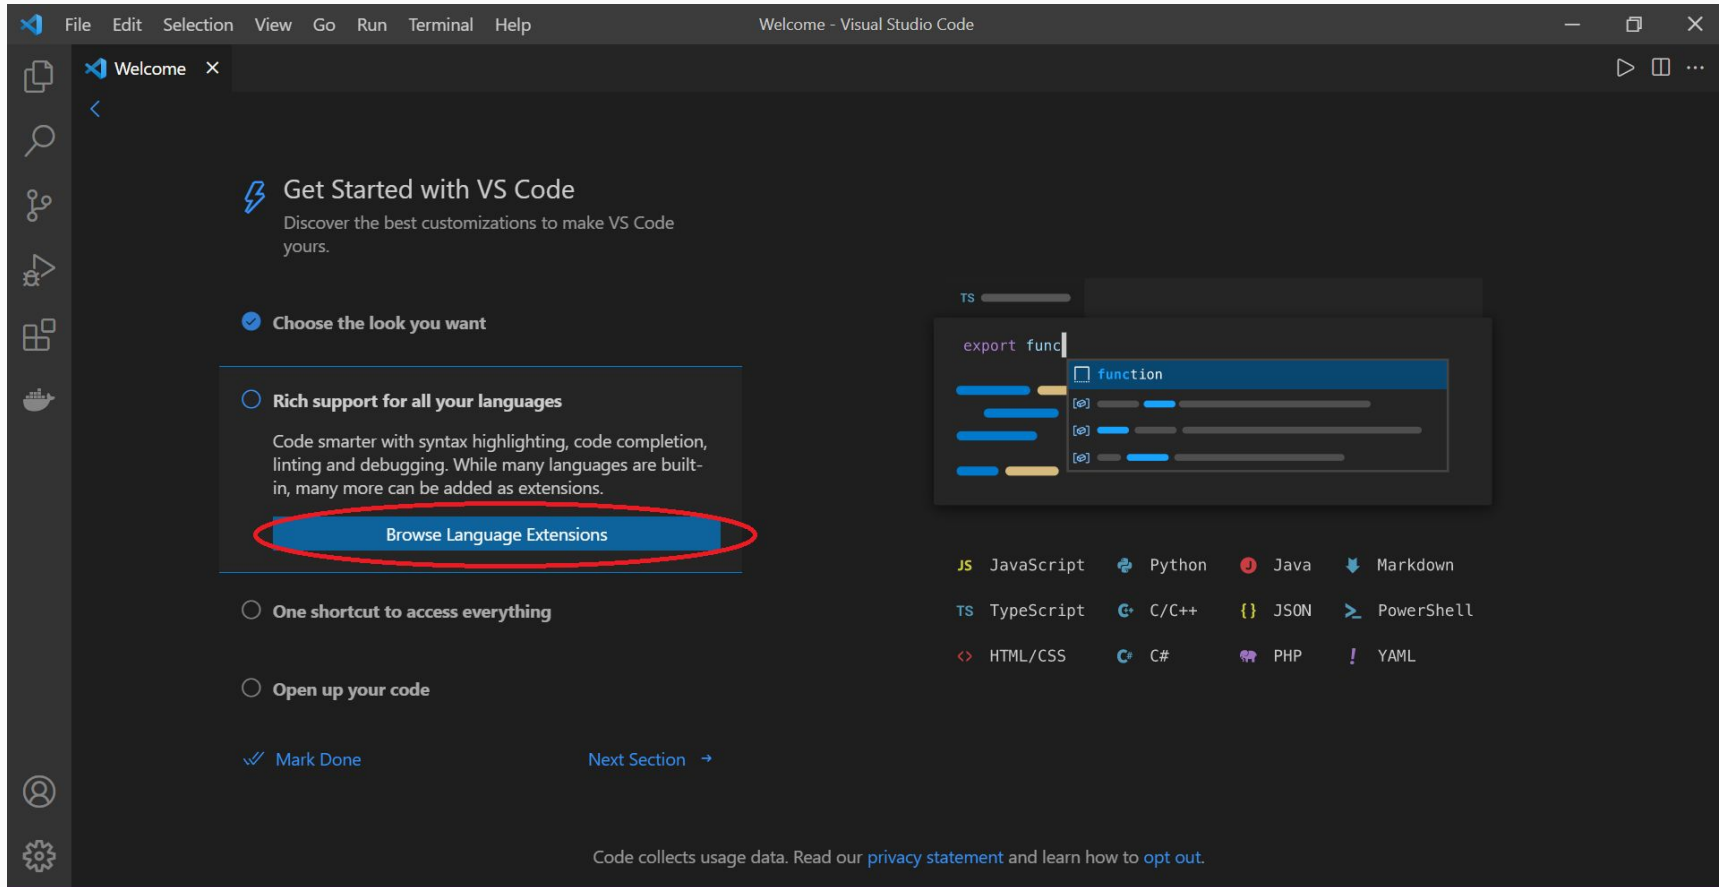 File Edit Selection View Go Run Terminal Help
Welcome - Visual Studio Code
Welcome
Get Started with VS Code
Discover the best customizations to make VS Code
yours.
Choose the look you want
Rich support for all your languages
Code smarter with syntax highlighting, code completion,
linting and debugging. While many languages are built-
in, many more can be added as extensions.
Browse Language Extensions
One shortcut to access everything
Open up your code
Mark Done
Next Section
TS
export func
function
JS JavaScript Python J Java Markdown
TS TypeScript C+ C/C++ {} JSON >_ PowerShell
<> HTML/CSS C# C# PHP ! YAML
Code collects usage data. Read our privacy statement and learn how to opt out.